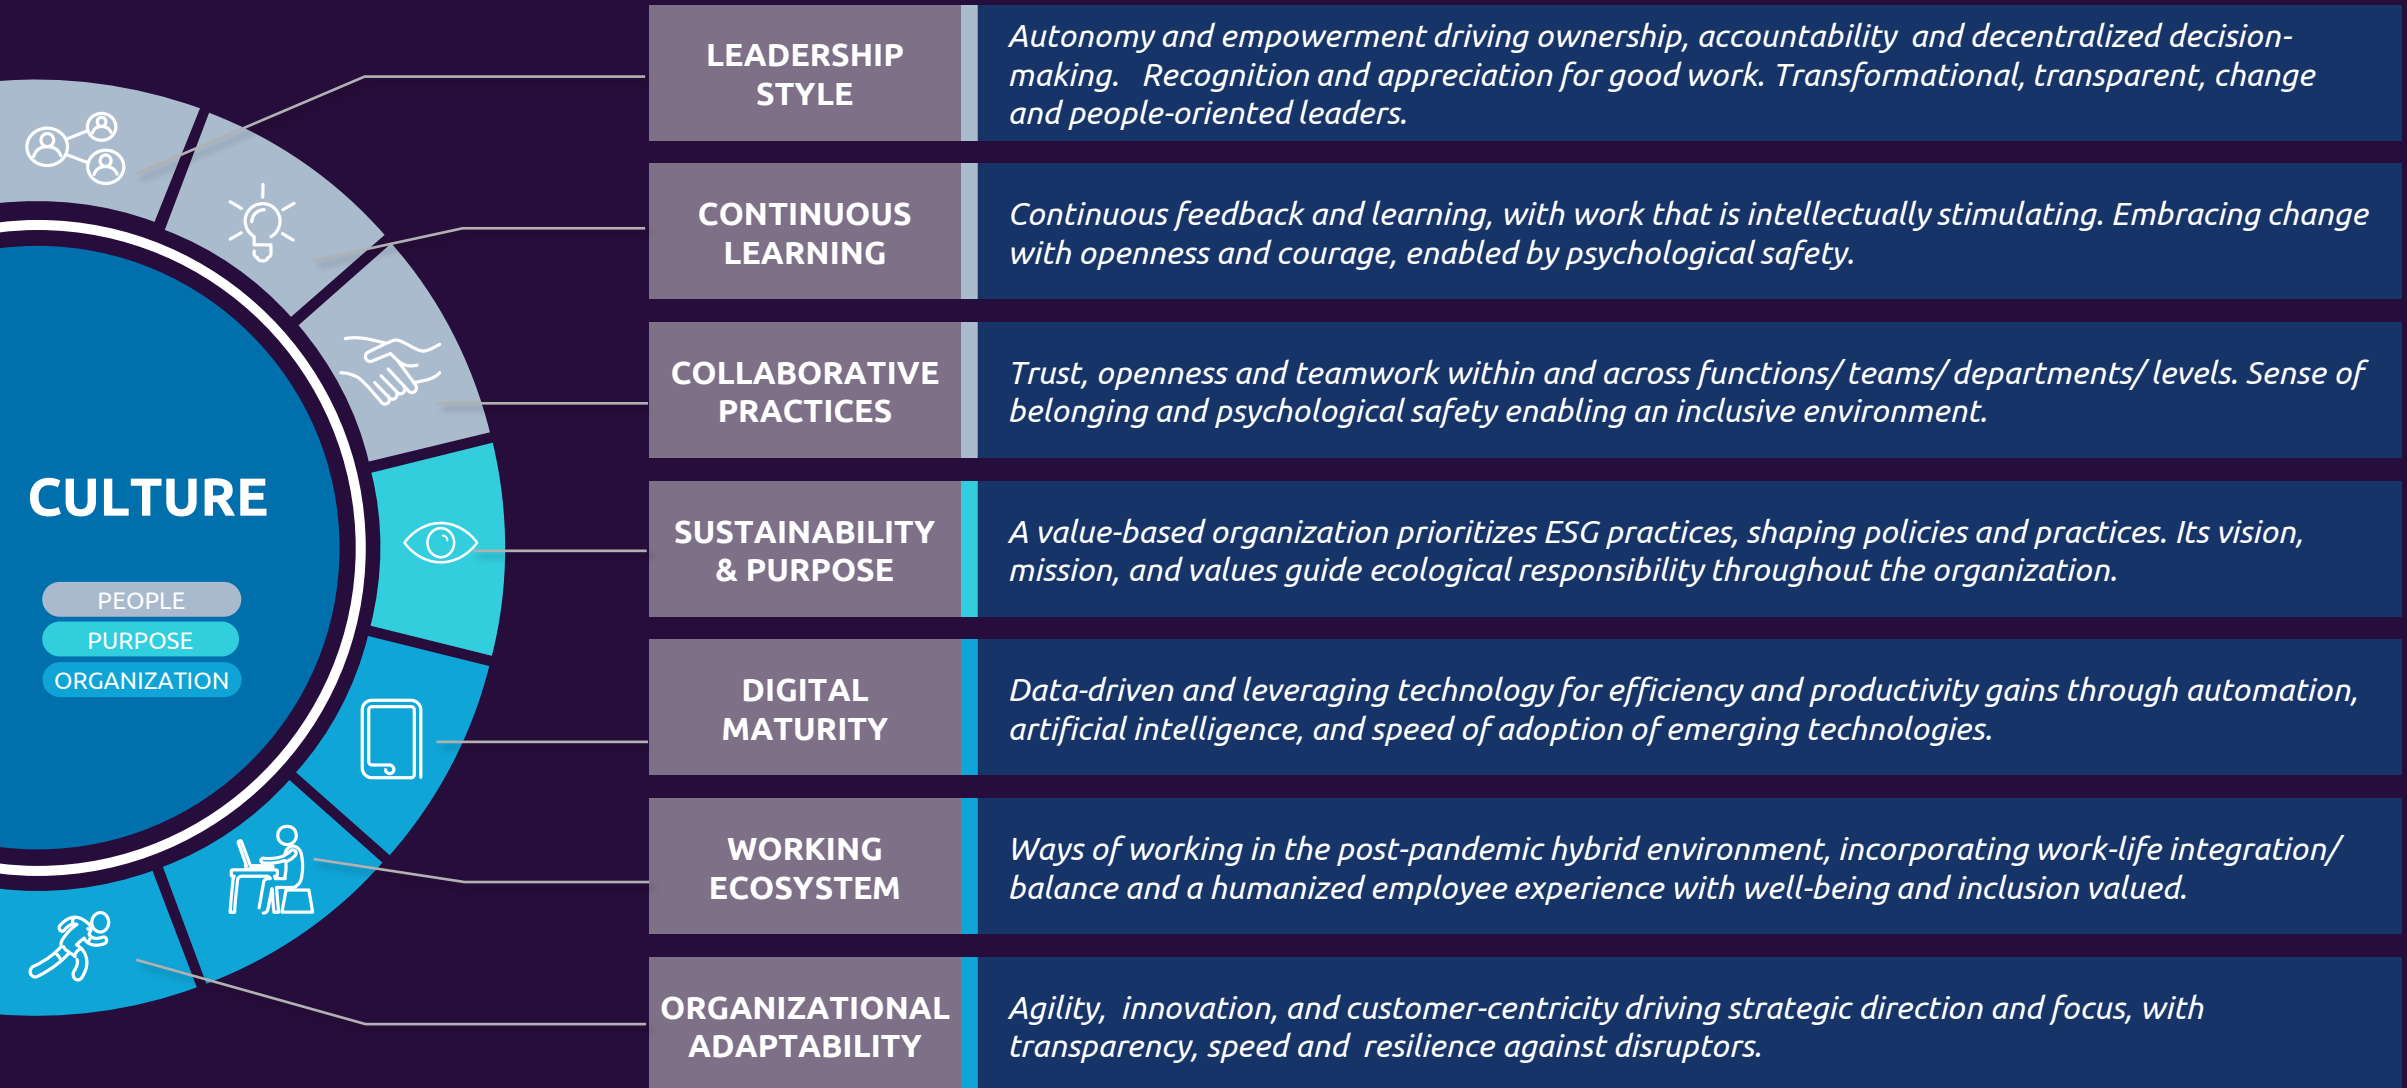 CULTURE
PEOPLE
PURPOSE
ORGANIZATION
LEADERSHIP
STYLE
Autonomy and empowerment driving ownership, accountability  and decentralized decision-
making.   Recognition and appreciation for good work. Transformational, transparent, change
and people-oriented leaders.
CONTINUOUS
LEARNING
Continuous feedback and learning, with work that is intellectually stimulating. Embracing change
with openness and courage, enabled by psychological safety.
COLLABORATIVE
PRACTICES
Trust, openness and teamwork within and across functions/ teams/ departments/ levels. Sense of
belonging and psychological safety enabling an inclusive environment.
SUSTAINABILITY
& PURPOSE
A value-based organization prioritizes ESG practices, shaping policies and practices. Its vision,
mission, and values guide ecological responsibility throughout the organization.
DIGITAL
MATURITY
Data-driven and leveraging technology for efficiency and productivity gains through automation,
artificial intelligence, and speed of adoption of emerging technologies.
WORKING
ECOSYSTEM
Ways of working in the post-pandemic hybrid environment, incorporating work-life integration/
balance and a humanized employee experience with well-being and inclusion valued.
ORGANIZATIONAL
ADAPTABILITY
Agility,  innovation, and customer-centricity driving strategic direction and focus, with
transparency, speed and  resilience against disruptors.